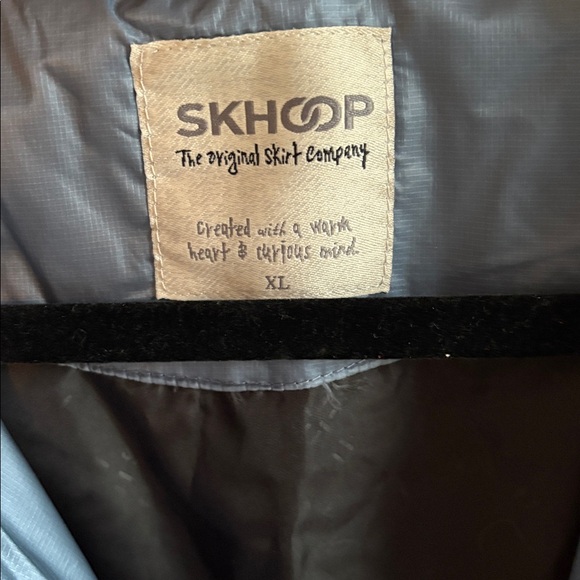 SKHOOP
The original Skirt Company
created with a warm
heart & curious mind.
XL